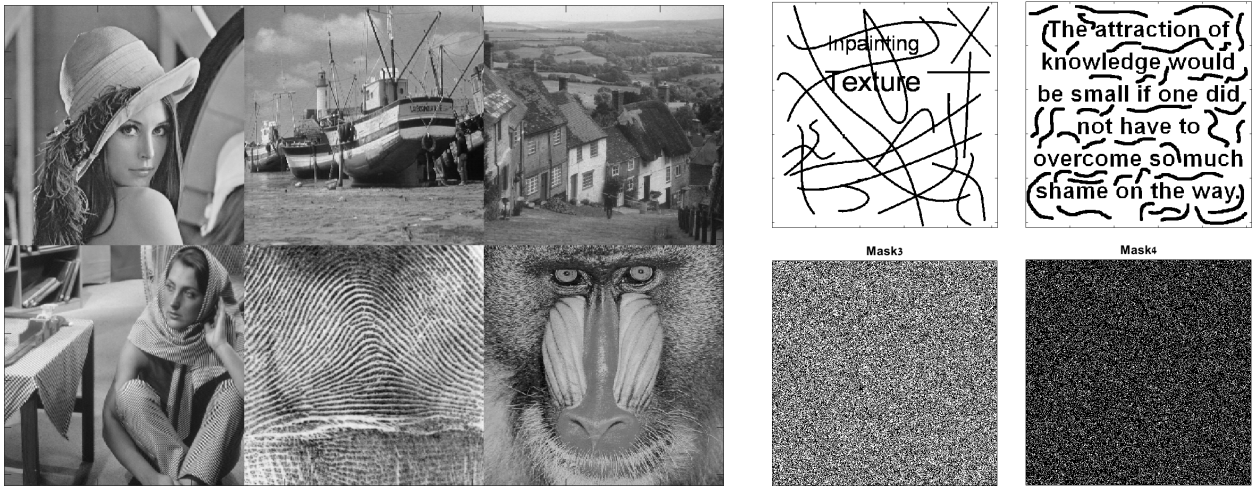 Inpainting
Texture
The attraction of
knowledge would
be small if one did
not have to
overcome so much
shame on the way,
Mask3
Mask4